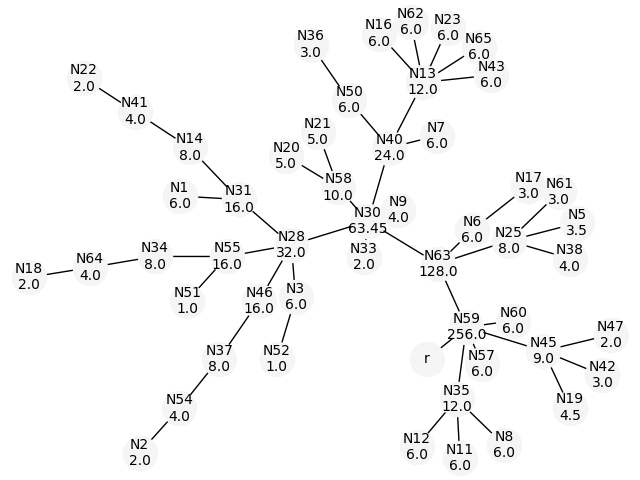 N62
6.0
N16
6.0
N23
6.0
N36
3.0
N65
6.0
N22
2.0
N13
12.0
N43
6.0
N50
6.0
N41
4.0
N21
5.0
N7
6.0
N14
8.0
N20
5.0
N40
24.0
N58
10.0
N17
3.0
N61
3.0
N1
6.0
N31
16.0
N9
4.0
N30
63.45
N6
6.0
N5
3.5
N25
8.0
N28
32.0
N34
8.0
N55
16.0
N33
2.0
N38
4.0
N64
4.0
N63
128.0
N18
2.0
N51
1.0
N46
16.0
N3
6.0
N59
256.0
N60
6.0
N47
2.0
N45
9.0
N37
8.0
N52
1.0
r
N57
6.0
N42
3.0
N35
12.0
N54
4.0
N19
4.5
N12
6.0
N8
6.0
N2
2.0
N11
6.0